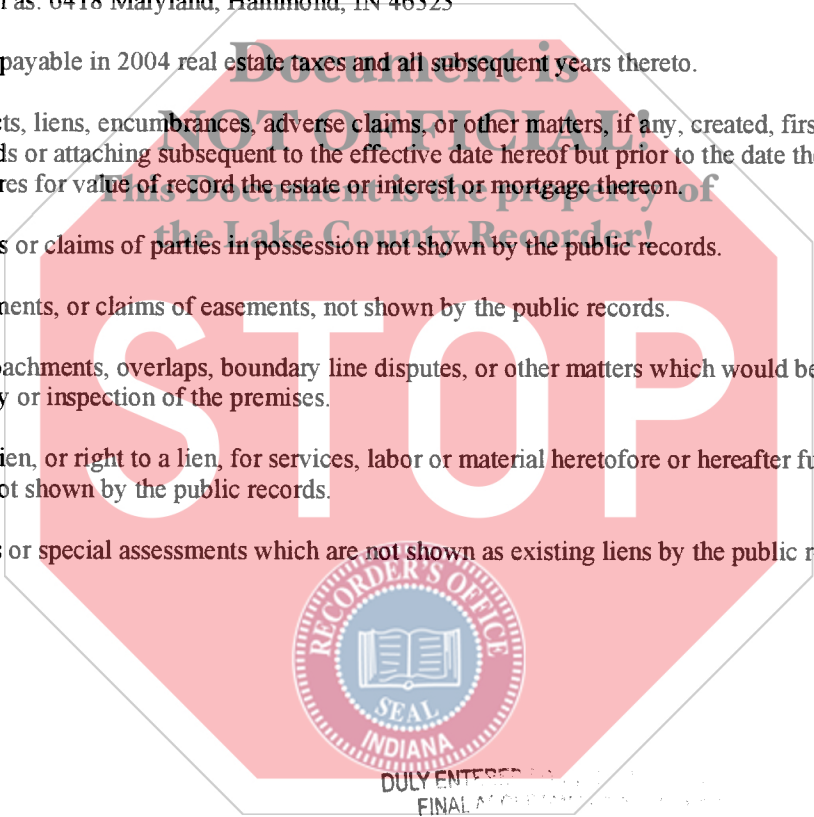 as: 6418 Maryland, Hammond, IN 46323
payable in 2004 real estate taxes and all subsequent years thereto.
Document is
NOT OFFICIAL!
cts, liens, encumbrances, adverse claims, or other matters, if any, created, firs
ds or attaching subsequent to the effective date hereof but prior to the date th
res for value of record the estate or interest or mortgage thereon.
This Document is the property of
the Lake County Recorder!
s or claims of parties in possession not shown by the public records.
ments, or claims of easements, not shown by the public records.
STOP
oachments, overlaps, boundary line disputes, or other matters which would be
y or inspection of the premises.
ien, or right to a lien, for services, labor or material heretofore or hereafter fu
ot shown by the public records.
s or special assessments which are not shown as existing liens by the public r
RECORDER'S OFFICE
SEAL
INDIANA
DULY ENTERED
FINAL